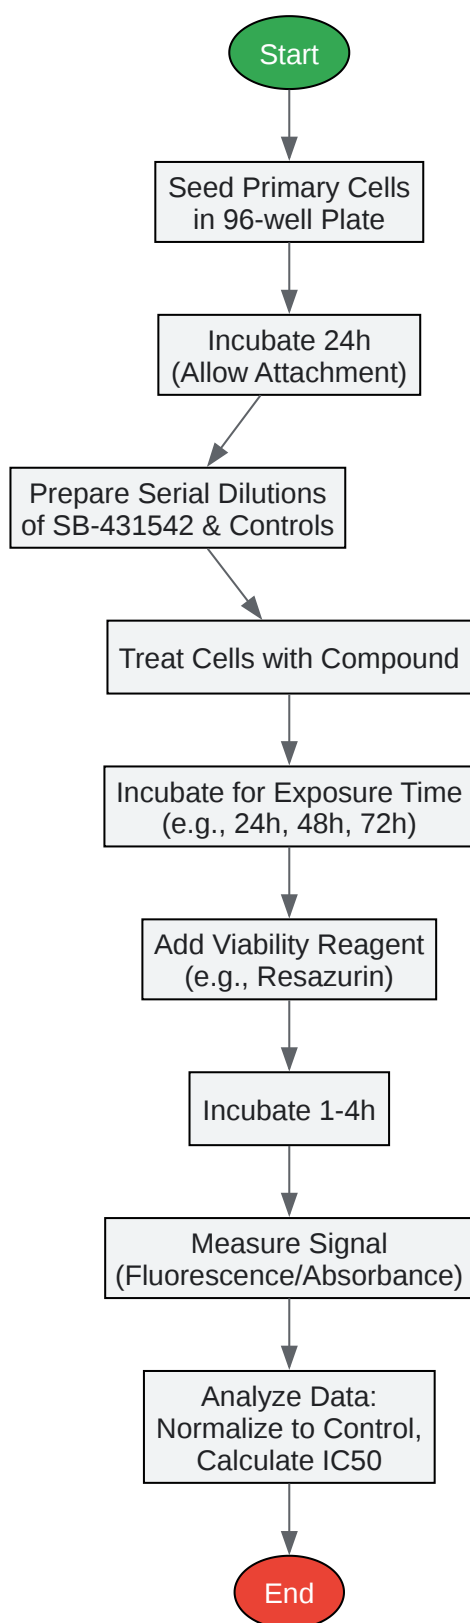 Start
Seed Primary Cells
in 96-well Plate
Incubate 24h
(Allow Attachment)
Prepare Serial Dilutions
of SB-431542 & Controls
Treat Cells with Compound
Incubate for Exposure Time
(e.g., 24h, 48h, 72h)
Add Viability Reagent
(e.g., Resazurin)
Incubate 1-4h
Measure Signal
(Fluorescence/Absorbance)
Analyze Data:
Normalize to Control,
Calculate IC50
End